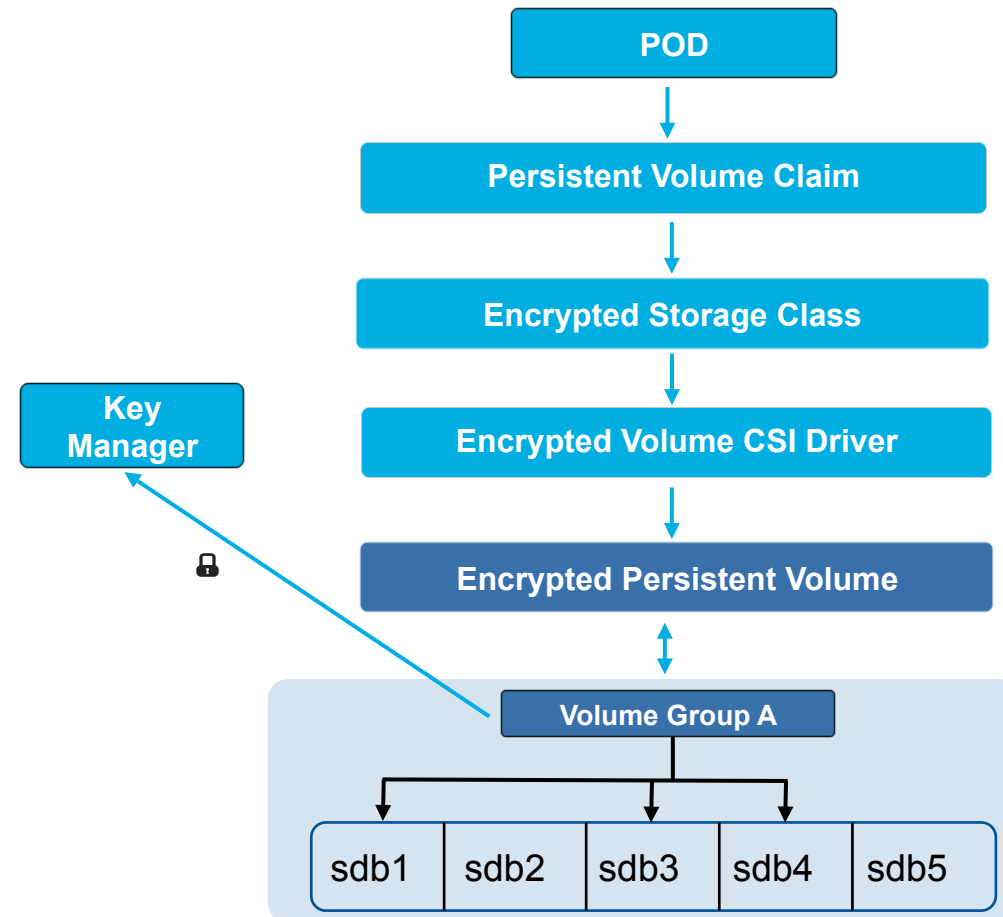 POD
Persistent Volume Claim
Encrypted Storage Class
Key
Manager
Encrypted Volume CSI Driver
Encrypted Persistent Volume
Volume Group A
sdb1 sdb2 sdb3 sdb4 sdb5